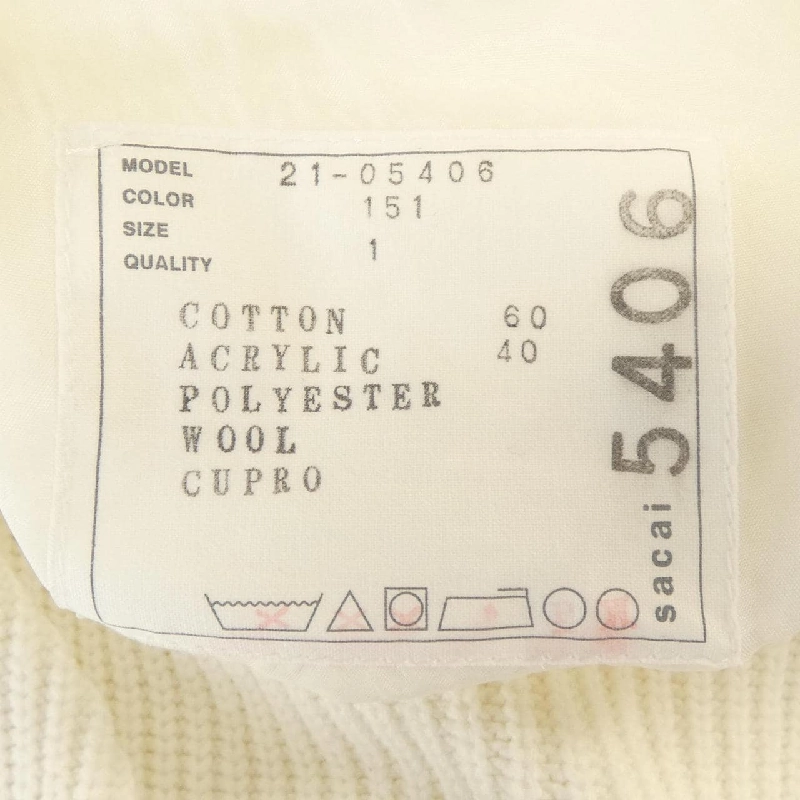 MODEL 21-05406
COLOR 151
SIZE 1
QUALITY
COTTON 60
ACRYLIC 40
POLYESTER
WOOL
CUPRO
sacai 5406